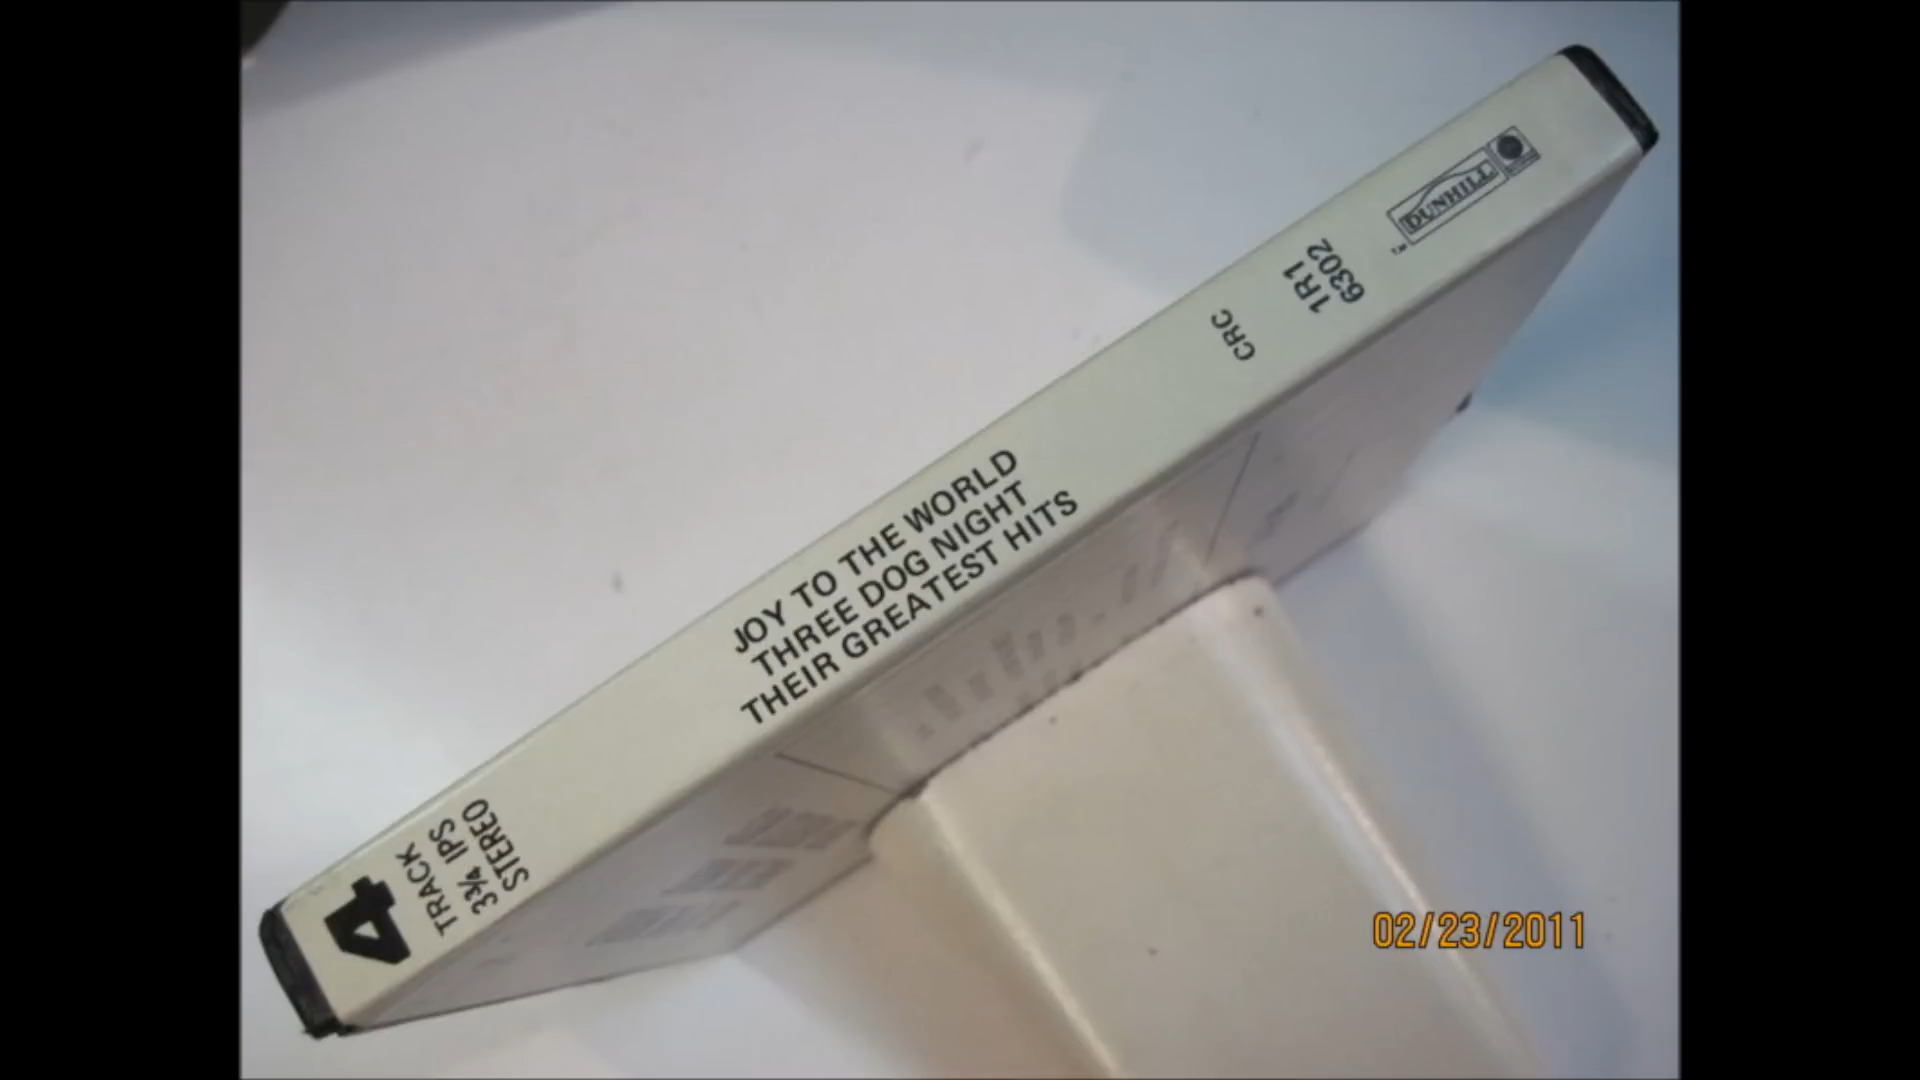 4
TRACK
3¾ IPS
STEREO
JOY TO THE WORLD
THREE DOG NIGHT
THEIR GREATEST HITS
CRC
1R1
6302
DUNHILL
02/23/2011